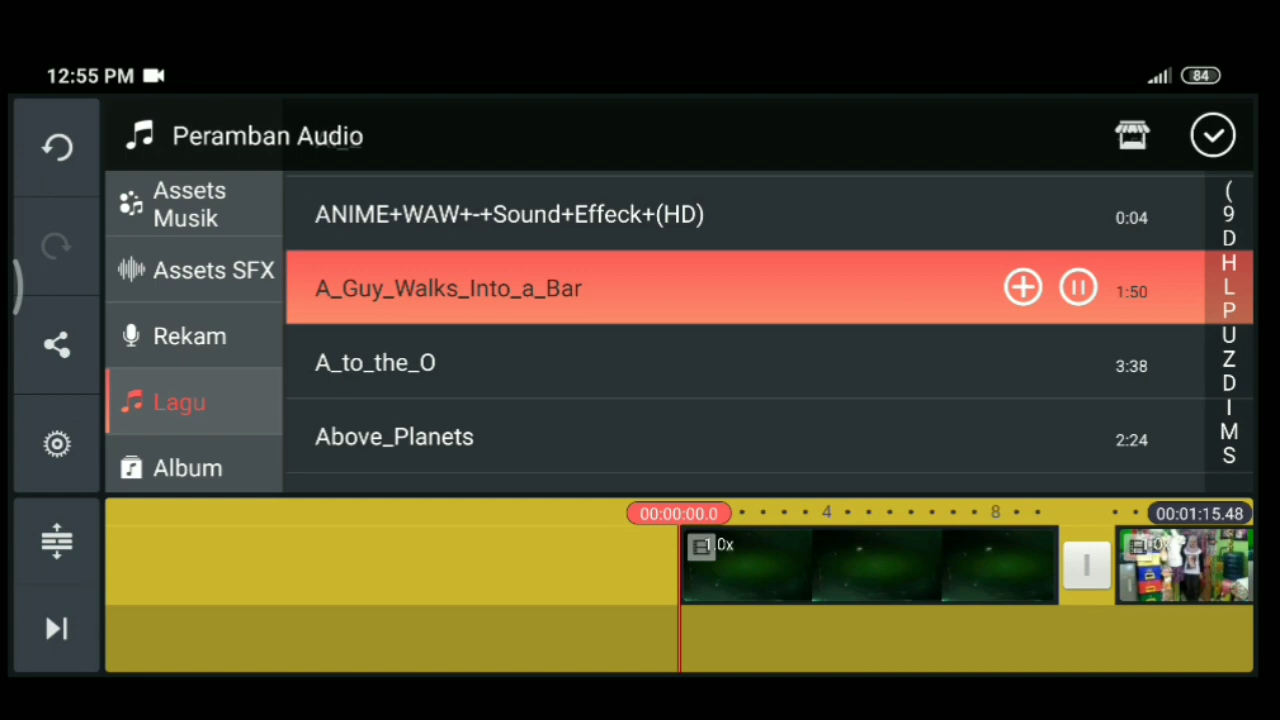 12:55 PM
84
Peramban Audio
Assets
Musik
Assets SFX
Rekam
Lagu
Album
ANIME+WAW+-+Sound+Effeck+(HD)
0:04
A_Guy_Walks_Into_a_Bar
1:50
A_to_the_O
3:38
Above_Planets
2:24
(
9
D
H
L
P
U
Z
D
I
M
S
00:00:00.0
4
8
00:01:15.48
1.0x